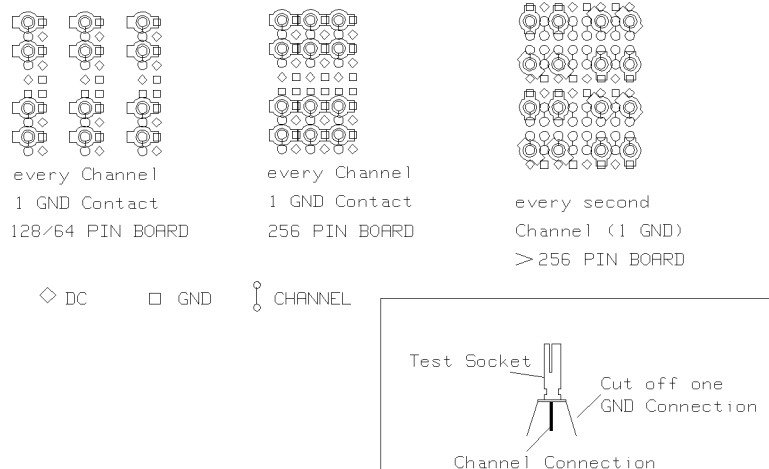 every Channel
1 GND Contact
128/64 PIN BOARD
every Channel
1 GND Contact
256 PIN BOARD
every second
Channel (1 GND)
>256 PIN BOARD
DC
GND
CHANNEL
Test Socket
Cut off one
GND Connection
Channel Connection